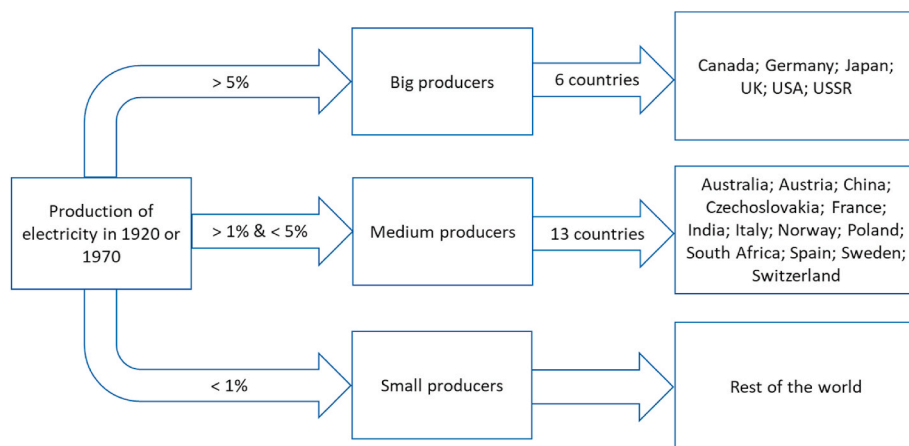 > 5%
Big producers
6 countries
Canada; Germany; Japan;
UK; USA; USSR
Production of
electricity in 1920 or
1970
> 1% & < 5%
Medium producers
13 countries
Australia; Austria; China;
Czechoslovakia; France;
India; Italy; Norway; Poland;
South Africa; Spain; Sweden;
Switzerland
< 1%
Small producers
Rest of the world